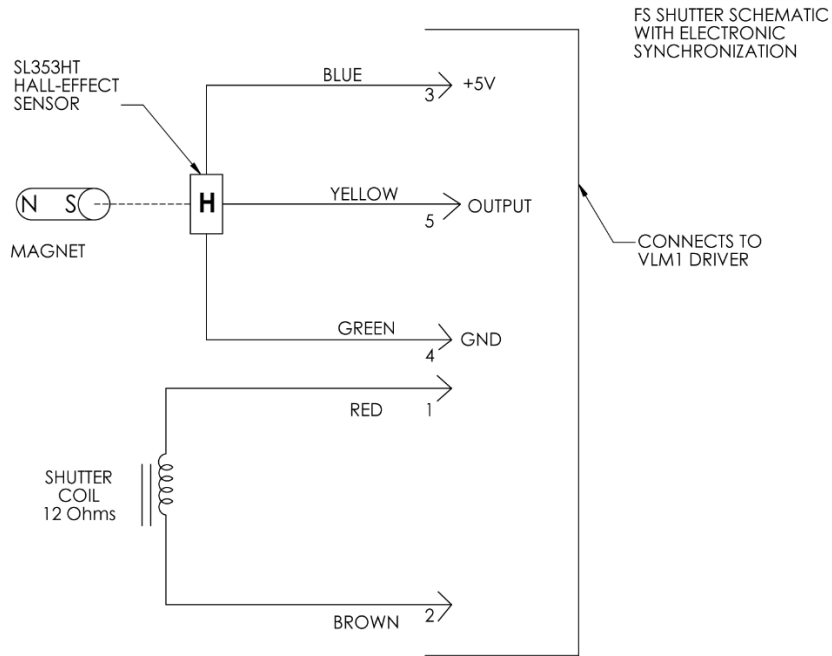 FS SHUTTER SCHEMATIC
WITH ELECTRONIC
SYNCHRONIZATION
SL353HT
HALL-EFFECT
SENSOR
BLUE
3
+5V
N S
H
YELLOW
5
OUTPUT
MAGNET
CONNECTS TO
VLM1 DRIVER
GREEN
4
GND
RED
1
SHUTTER
COIL
12 Ohms
BROWN
2